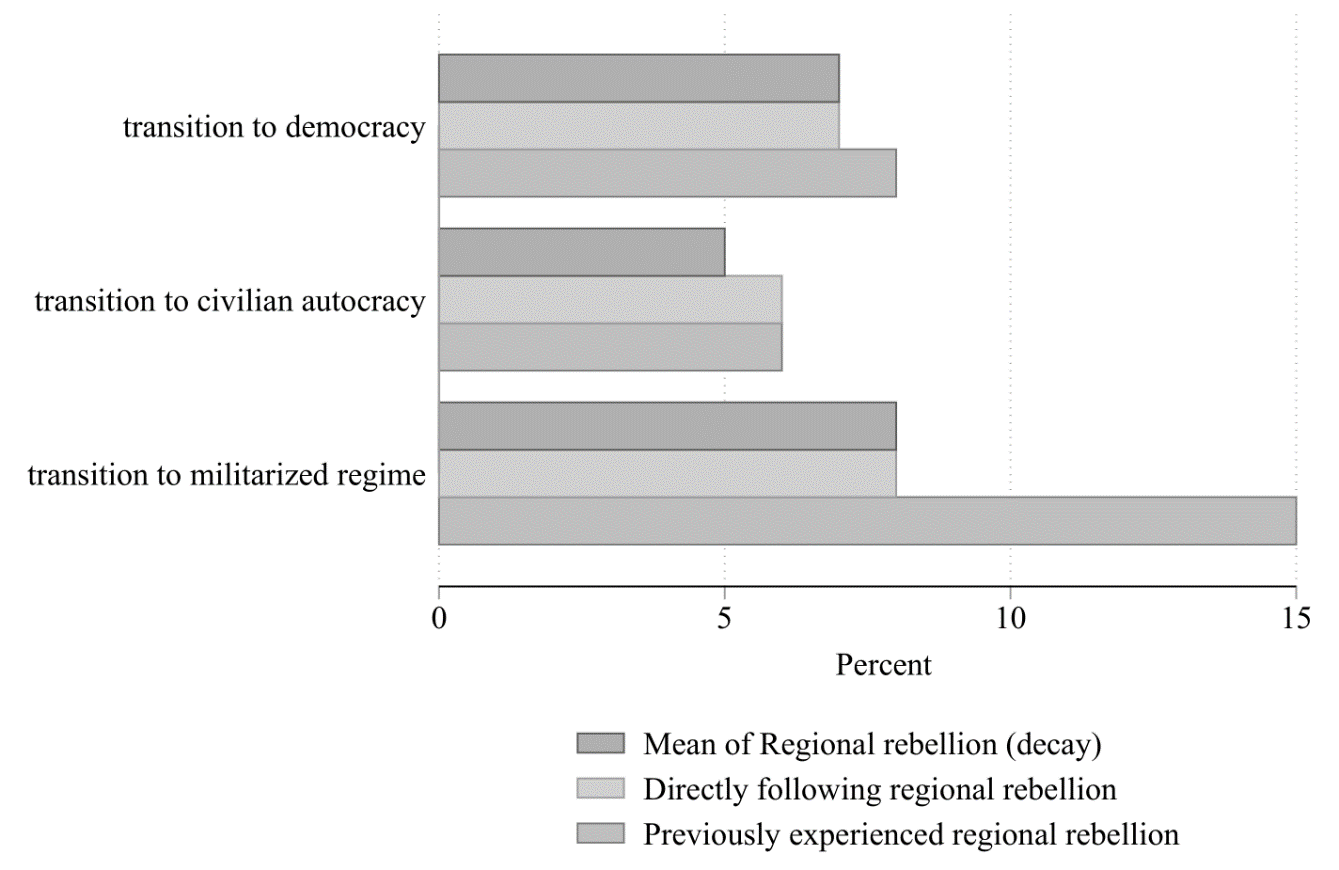 transition to democracy
transition to civilian autocracy
transition to militarized regime
0 5 10 15
Percent
Mean of Regional rebellion (decay)
Directly following regional rebellion
Previously experienced regional rebellion